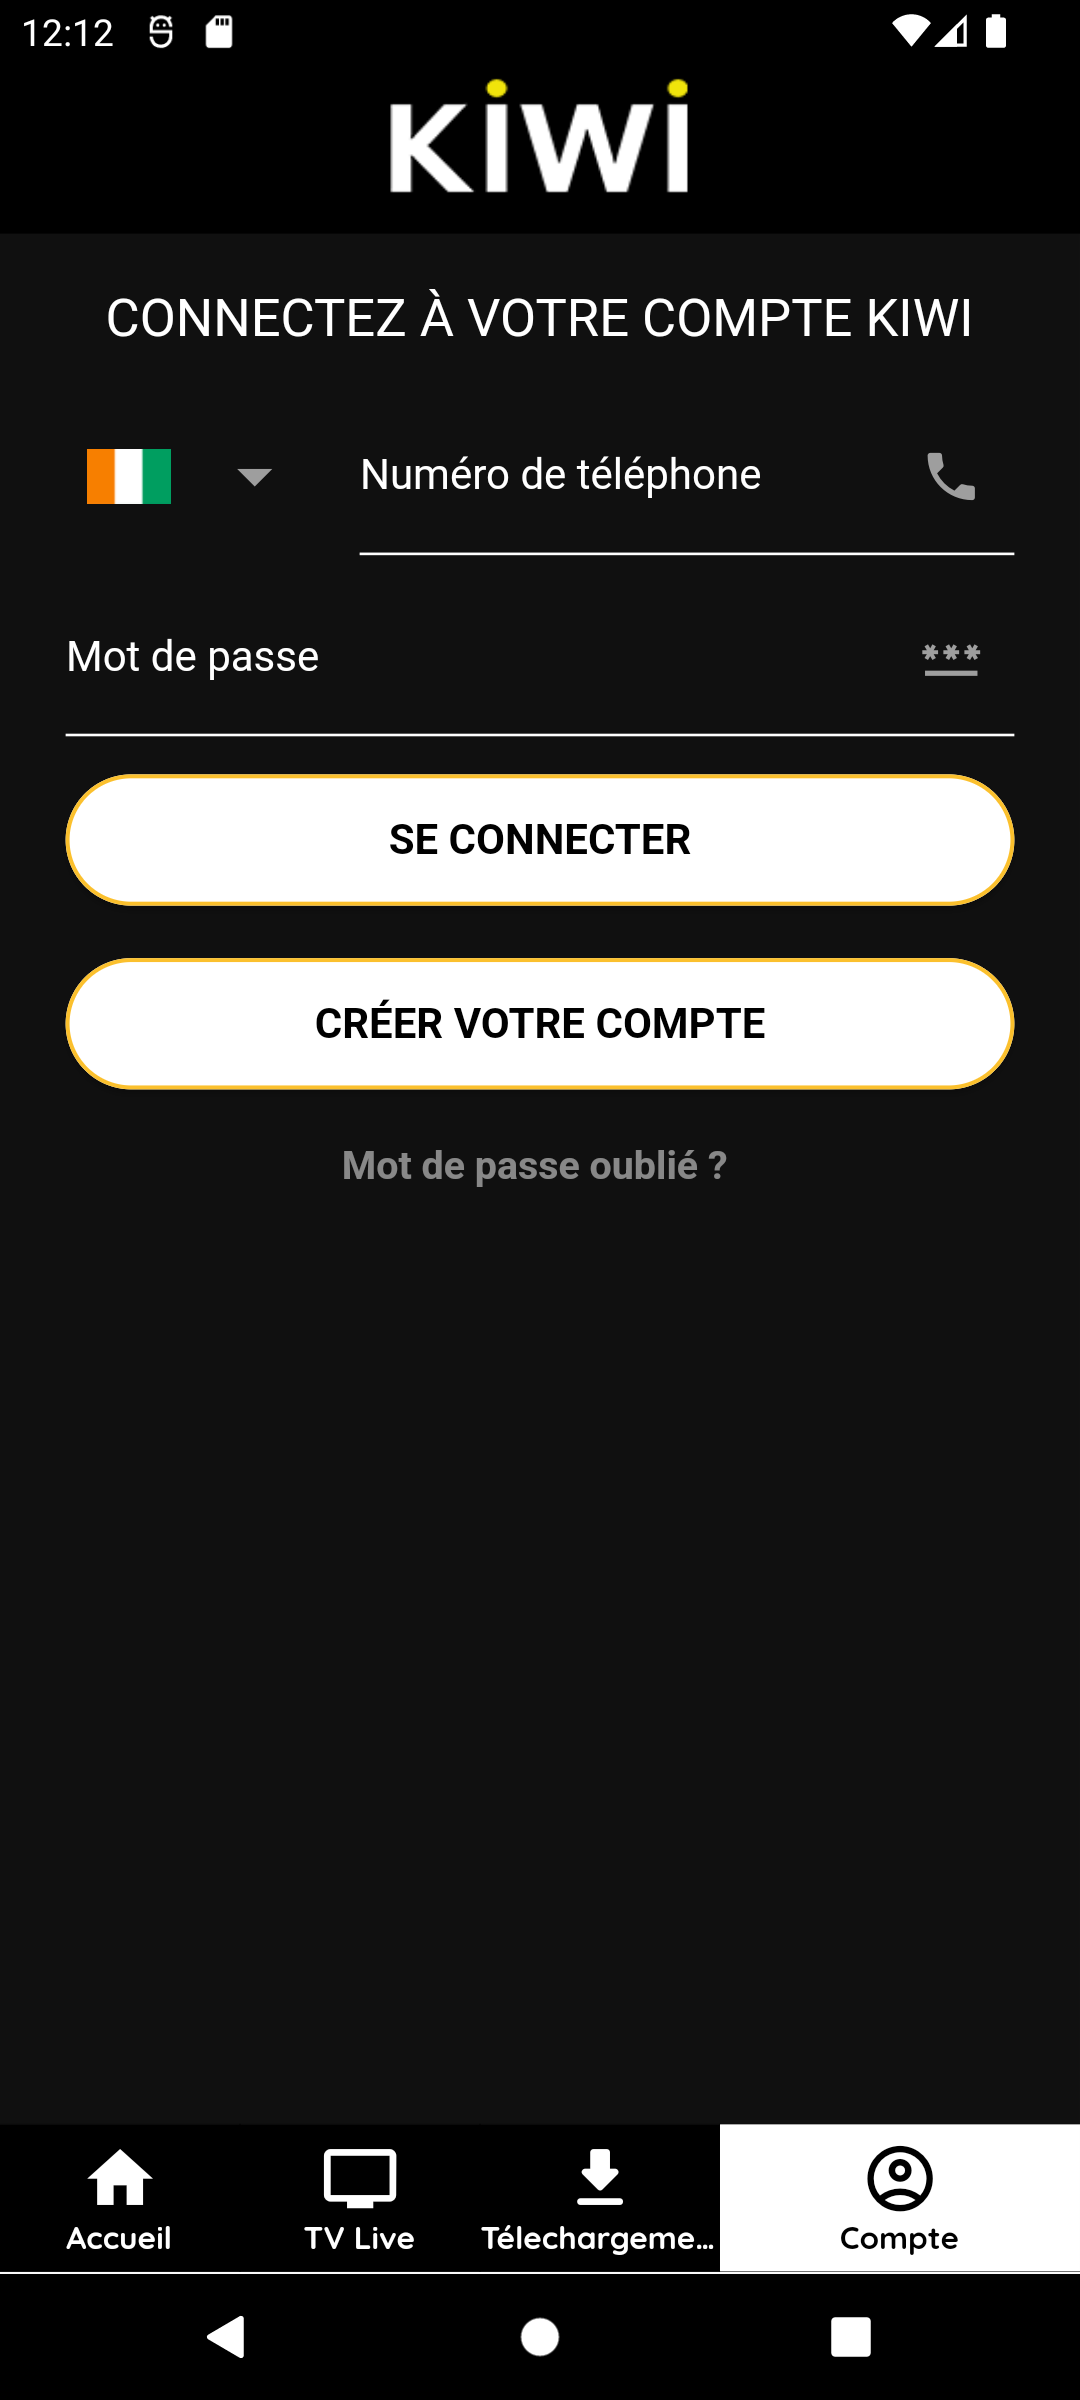 12:12
KiWi
CONNECTEZ À VOTRE COMPTE KIWI
Numéro de téléphone
Mot de passe
***
SE CONNECTER
CRÉER VOTRE COMPTE
Mot de passe oublié ?
Accueil
TV Live
Télechargeme...
Compte